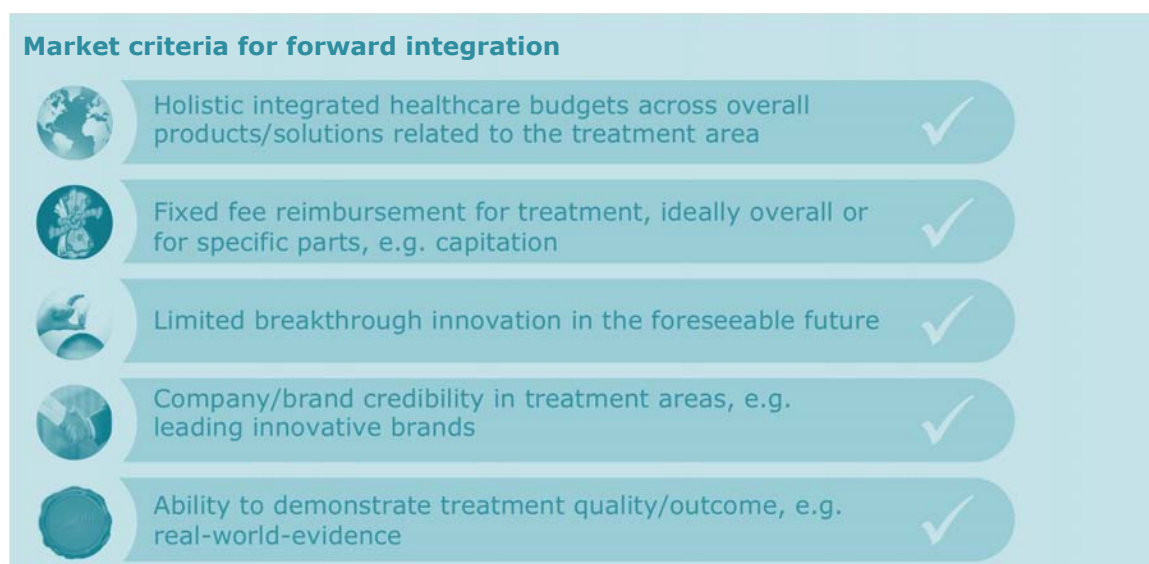 Market criteria for forward integration
Holistic integrated healthcare budgets across overall
products/solutions related to the treatment area
Fixed fee reimbursement for treatment, ideally overall or
for specific parts, e.g. capitation
Limited breakthrough innovation in the foreseeable future
Company/brand credibility in treatment areas, e.g.
leading innovative brands
Ability to demonstrate treatment quality/outcome, e.g.
real-world-evidence